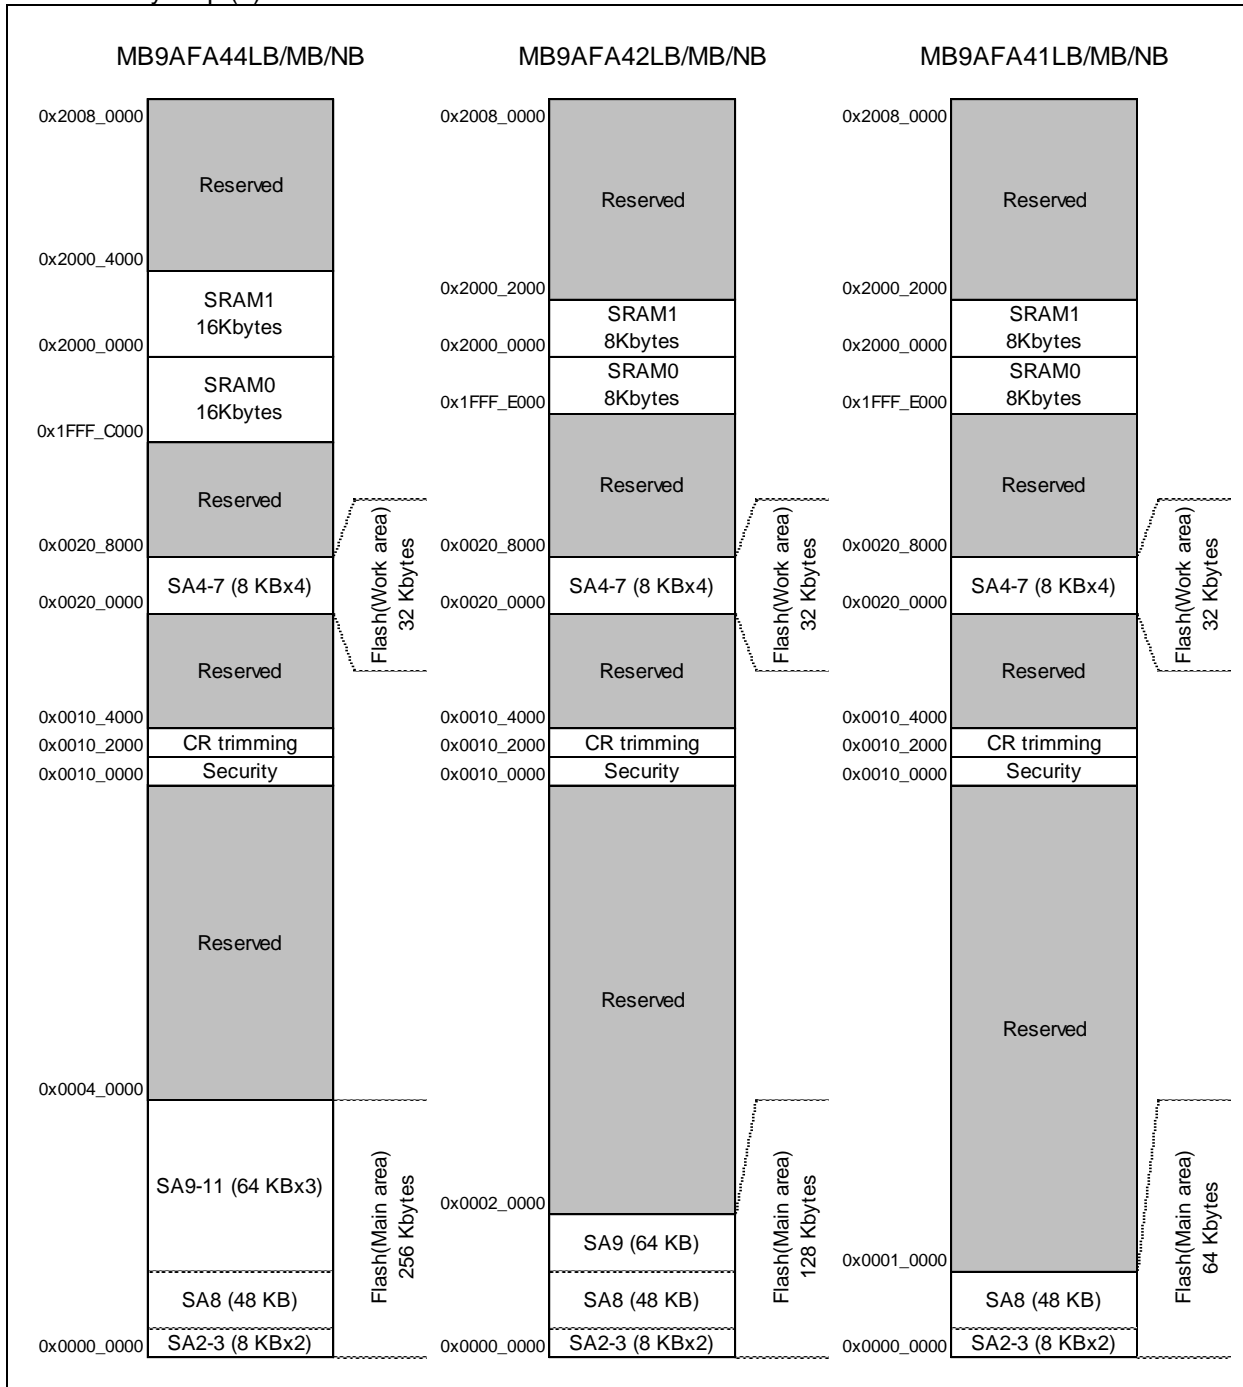 MB9AFA44LB/MB/NB
0x2008_0000
Reserved
0x2000_4000
SRAM1
16Kbytes
0x2000_0000
SRAM0
16Kbytes
0x1FFF_C000
Reserved
0x0020_8000
SA4-7 (8 KBx4)
0x0020_0000
Flash(Work area)
32 Kbytes
Reserved
0x0010_4000
CR trimming
0x0010_2000
Security
0x0010_0000
Reserved
0x0004_0000
SA9-11 (64 KBx3)
Flash(Main area)
256 Kbytes
SA8 (48 KB)
SA2-3 (8 KBx2)
0x0000_0000
MB9AFA42LB/MB/NB
0x2008_0000
Reserved
0x2000_2000
SRAM1
8Kbytes
0x2000_0000
SRAM0
8Kbytes
0x1FFF_E000
Reserved
0x0020_8000
SA4-7 (8 KBx4)
0x0020_0000
Flash(Work area)
32 Kbytes
Reserved
0x0010_4000
CR trimming
0x0010_2000
Security
0x0010_0000
Reserved
0x0002_0000
SA9 (64 KB)
Flash(Main area)
128 Kbytes
SA8 (48 KB)
SA2-3 (8 KBx2)
0x0000_0000
MB9AFA41LB/MB/NB
0x2008_0000
Reserved
0x2000_2000
SRAM1
8Kbytes
0x2000_0000
SRAM0
8Kbytes
0x1FFF_E000
Reserved
0x0020_8000
SA4-7 (8 KBx4)
0x0020_0000
Flash(Work area)
32 Kbytes
Reserved
0x0010_4000
CR trimming
0x0010_2000
Security
0x0010_0000
Reserved
0x0001_0000
Flash(Main area)
64 Kbytes
SA8 (48 KB)
SA2-3 (8 KBx2)
0x0000_0000